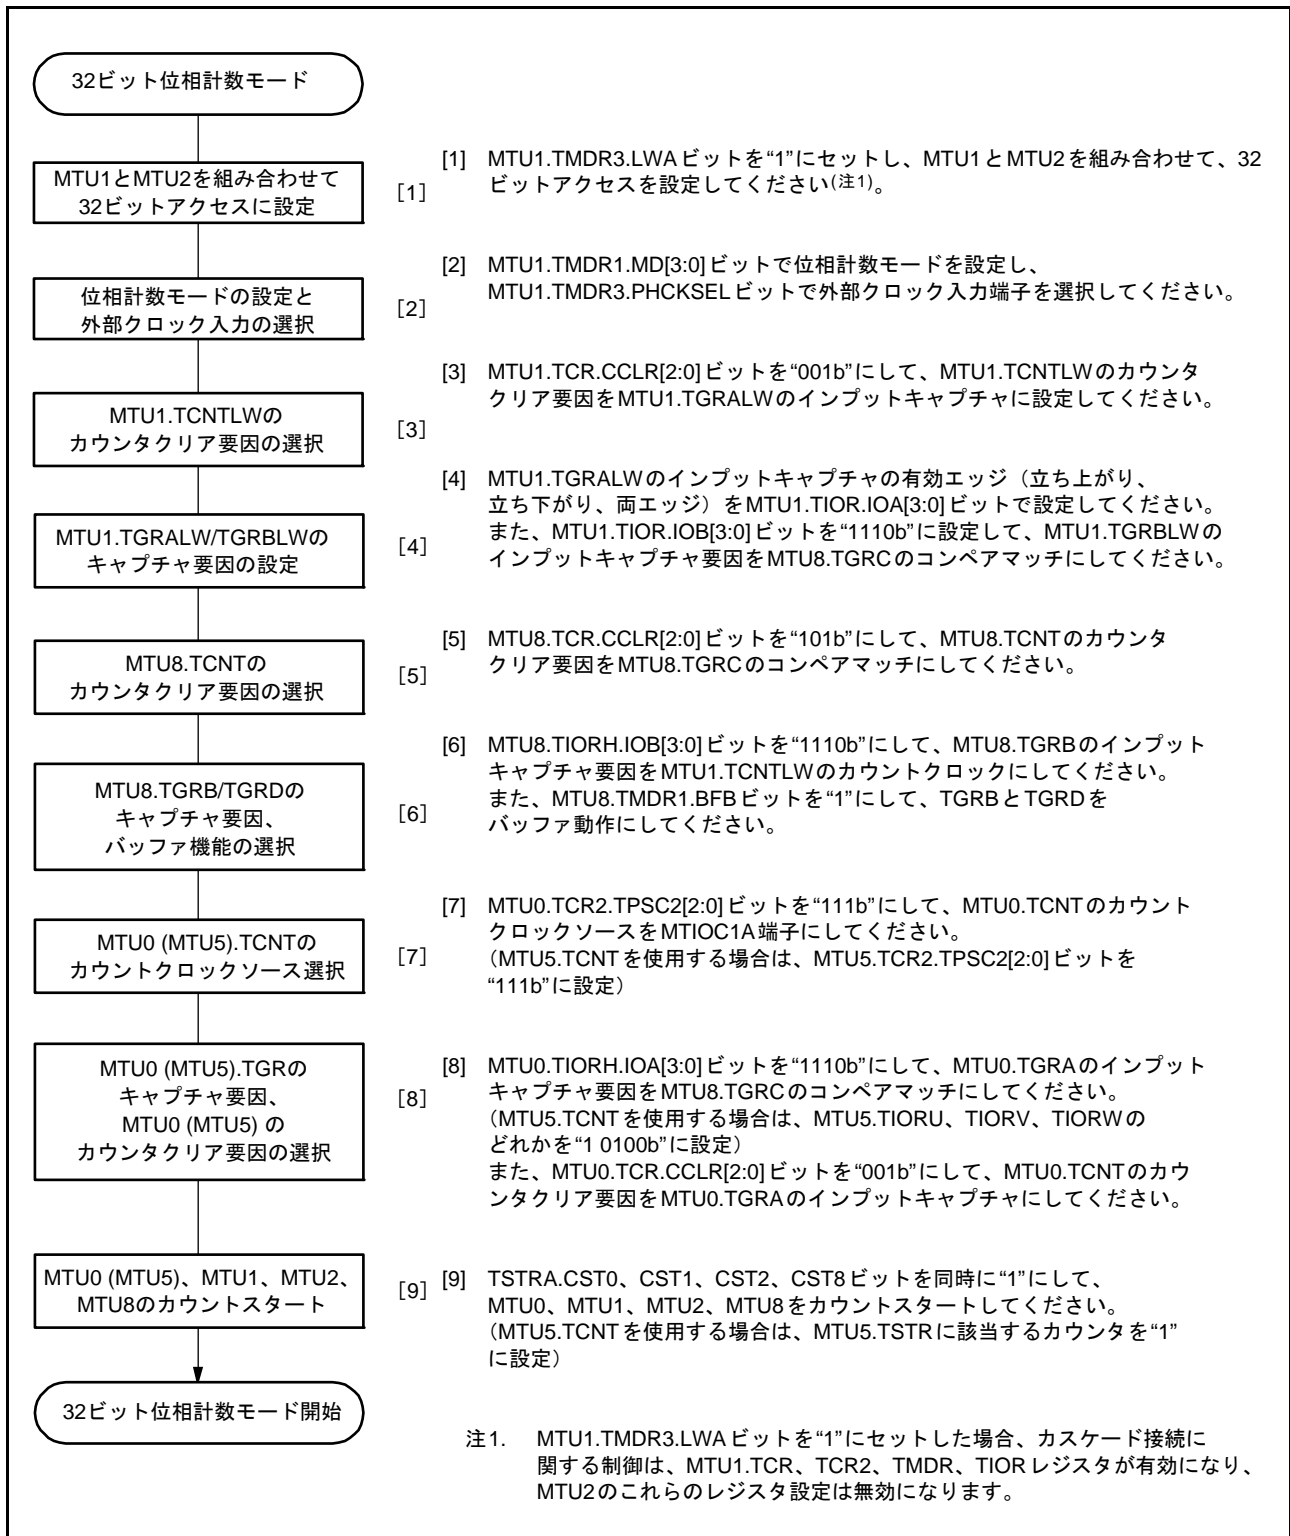 32ビット位相計数モード
MTU1とMTU2を組み合わせて
32ビットアクセスに設定
[1]
[1] MTU1.TMDR3.LWAビットを“1”にセットし、MTU1とMTU2を組み合わせて、32
ビットアクセスを設定してください(注1)。
位相計数モードの設定と
外部クロック入力の選択
[2]
[2] MTU1.TMDR1.MD[3:0]ビットで位相計数モードを設定し、
MTU1.TMDR3.PHCKSELビットで外部クロック入力端子を選択してください。
MTU1.TCNTLWの
カウンタクリア要因の選択
[3]
[3] MTU1.TCR.CCLR[2:0]ビットを“001b”にして、MTU1.TCNTLWのカウンタ
クリア要因をMTU1.TGRALWのインプットキャプチャに設定してください。
MTU1.TGRALW/TGRBLWの
キャプチャ要因の設定
[4]
[4] MTU1.TGRALWのインプットキャプチャの有効エッジ（立ち上がり、
立ち下がり、両エッジ）をMTU1.TIOR.IOA[3:0]ビットで設定してください。
また、MTU1.TIOR.IOB[3:0]ビットを“1110b”に設定して、MTU1.TGRBLWの
インプットキャプチャ要因をMTU8.TGRCのコンペアマッチにしてください。
MTU8.TCNTの
カウンタクリア要因の選択
[5]
[5] MTU8.TCR.CCLR[2:0]ビットを“101b”にして、MTU8.TCNTのカウンタ
クリア要因をMTU8.TGRCのコンペアマッチにしてください。
MTU8.TGRB/TGRDの
キャプチャ要因、
バッファ機能の選択
[6]
[6] MTU8.TIORH.IOB[3:0]ビットを“1110b”にして、MTU8.TGRBのインプット
キャプチャ要因をMTU1.TCNTLWのカウントクロックにしてください。
また、MTU8.TMDR1.BFBビットを“1”にして、TGRBとTGRDを
バッファ動作にしてください。
MTU0 (MTU5).TCNTの
カウントクロックソース選択
[7]
[7] MTU0.TCR2.TPSC2[2:0]ビットを“111b”にして、MTU0.TCNTのカウント
クロックソースをMTIOC1A端子にしてください。
（MTU5.TCNTを使用する場合は、MTU5.TCR2.TPSC2[2:0]ビットを
“111b”に設定）
MTU0 (MTU5).TGRの
キャプチャ要因、
MTU0 (MTU5) の
カウンタクリア要因の選択
[8]
[8] MTU0.TIORH.IOA[3:0]ビットを“1110b”にして、MTU0.TGRAのインプット
キャプチャ要因をMTU8.TGRCのコンペアマッチにしてください。
（MTU5.TCNTを使用する場合は、MTU5.TIORU、TIORV、TIORWの
どれかを“1 0100b”に設定）
また、MTU0.TCR.CCLR[2:0]ビットを“001b”にして、MTU0.TCNTのカウ
ンタクリア要因をMTU0.TGRAのインプットキャプチャにしてください。
MTU0 (MTU5)、MTU1、MTU2、
MTU8のカウントスタート
[9]
[9] TSTRA.CST0、CST1、CST2、CST8ビットを同時に“1”にして、
MTU0、MTU1、MTU2、MTU8をカウントスタートしてください。
（MTU5.TCNTを使用する場合は、MTU5.TSTRに該当するカウンタを“1”
に設定）
32ビット位相計数モード開始
注1. MTU1.TMDR3.LWAビットを“1”にセットした場合、カスケード接続に
関する制御は、MTU1.TCR、TCR2、TMDR、TIORレジスタが有効になり、
MTU2のこれらのレジスタ設定は無効になります。